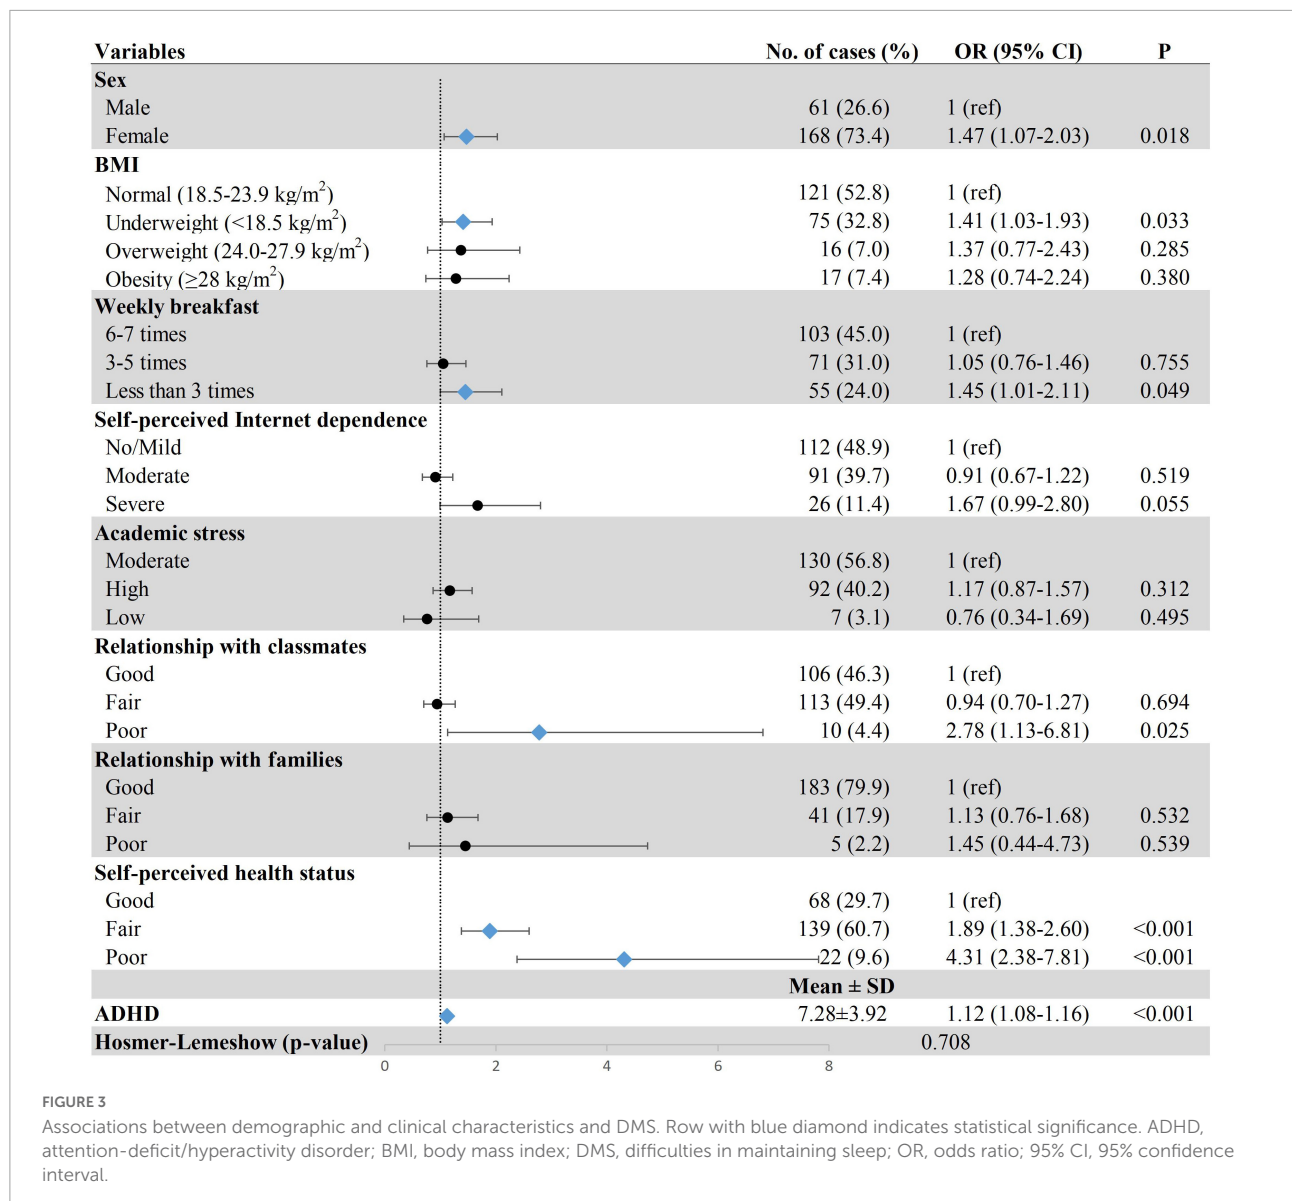 Variables No. of cases (%) OR (95% CI) P
Sex
Male 61 (26.6) 1 (ref)
Female 168 (73.4) 1.47 (1.07-2.03) 0.018
BMI
Normal (18.5-23.9 kg/m²) 121 (52.8) 1 (ref)
Underweight (<18.5 kg/m²) 75 (32.8) 1.41 (1.03-1.93) 0.033
Overweight (24.0-27.9 kg/m²) 16 (7.0) 1.37 (0.77-2.43) 0.285
Obesity (≥28 kg/m²) 17 (7.4) 1.28 (0.74-2.24) 0.380
Weekly breakfast
6-7 times 103 (45.0) 1 (ref)
3-5 times 71 (31.0) 1.05 (0.76-1.46) 0.755
Less than 3 times 55 (24.0) 1.45 (1.01-2.11) 0.049
Self-perceived Internet dependence
No/Mild 112 (48.9) 1 (ref)
Moderate 91 (39.7) 0.91 (0.67-1.22) 0.519
Severe 26 (11.4) 1.67 (0.99-2.80) 0.055
Academic stress
Moderate 130 (56.8) 1 (ref)
High 92 (40.2) 1.17 (0.87-1.57) 0.312
Low 7 (3.1) 0.76 (0.34-1.69) 0.495
Relationship with classmates
Good 106 (46.3) 1 (ref)
Fair 113 (49.4) 0.94 (0.70-1.27) 0.694
Poor 10 (4.4) 2.78 (1.13-6.81) 0.025
Relationship with families
Good 183 (79.9) 1 (ref)
Fair 41 (17.9) 1.13 (0.76-1.68) 0.532
Poor 5 (2.2) 1.45 (0.44-4.73) 0.539
Self-perceived health status
Good 68 (29.7) 1 (ref)
Fair 139 (60.7) 1.89 (1.38-2.60) <0.001
Poor 22 (9.6) 4.31 (2.38-7.81) <0.001
Mean ± SD
ADHD 7.28±3.92 1.12 (1.08-1.16) <0.001
Hosmer-Lemeshow (p-value) 0.708
0 2 4 6 8
FIGURE 3
Associations between demographic and clinical characteristics and DMS. Row with blue diamond indicates statistical significance. ADHD,
attention-deficit/hyperactivity disorder; BMI, body mass index; DMS, difficulties in maintaining sleep; OR, odds ratio; 95% CI, 95% confidence
interval.